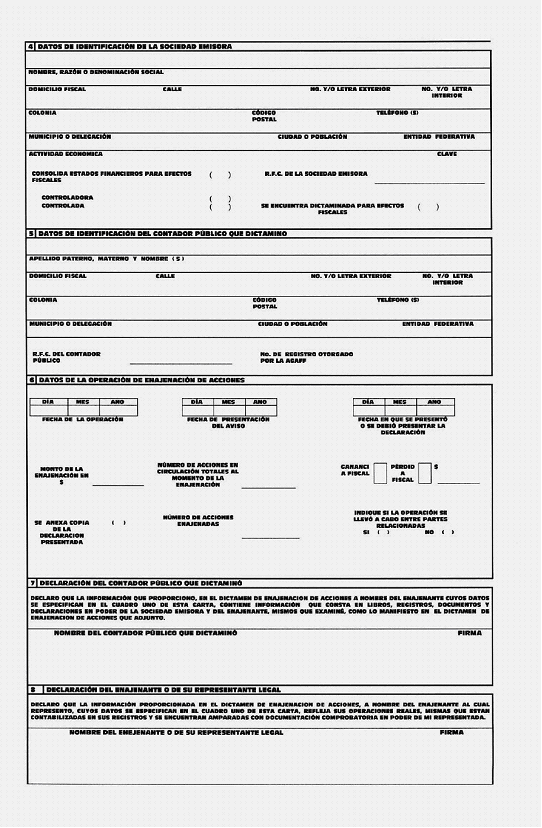 4 DATOS DE IDENTIFICACIÓN DE LA SOCIEDAD EMISORA
NOMBRE, RAZÓN O DENOMINACIÓN SOCIAL
DOMICILIO FISCAL CALLE NO. Y/O LETRA EXTERIOR NO. Y/O LETRA
INTERIOR
COLONIA CÓDIGO TELÉFONO (S)
POSTAL
MUNICIPIO O DELEGACIÓN CIUDAD O POBLACIÓN ENTIDAD FEDERATIVA
ACTIVIDAD ECONOMICA CLAVE
CONSOLIDA ESTADOS FINANCIEROS PARA EFECTOS ( ) R.F.C. DE LA SOCIEDAD EMISORA
FISCALES
CONTROLADORA ( )
CONTROLADA ( ) SE ENCUENTRA DICTAMINADA PARA EFECTOS ( )
FISCALES
5 DATOS DE IDENTIFICACIÓN DEL CONTADOR PÚBLICO QUE DICTAMINO
APELLIDO PATERNO, MATERNO Y NOMBRE ( S )
DOMICILIO FISCAL CALLE NO. Y/O LETRA EXTERIOR NO. Y/O LETRA
INTERIOR
COLONIA CÓDIGO TELÉFONO (S)
POSTAL
MUNICIPIO O DELEGACIÓN CIUDAD O POBLACIÓN ENTIDAD FEDERATIVA
R.F.C. DEL CONTADOR NO. DE REGISTRO OTORGADO
PÚBLICO POR LA AGAFF
6 DATOS DE LA OPERACIÓN DE ENAJENACIÓN DE ACCIONES
DÍA MES ANO DÍA MES ANO DÍA MES ANO
FECHA DE LA OPERACIÓN FECHA DE PRESENTACIÓN FECHA EN QUE SE PRESENTÓ
DEL AVISO O SE DEBIÓ PRESENTAR LA
DECLARACIÓN
MONTO DE LA NÚMERO DE ACCIONES EN GANANCI PÉRDID $
ENAJENACIÓN EN CIRCULACIÓN TOTALES AL A FISCAL A
$ MOMENTO DE LA FISCAL
ENAJENACIÓN
INDIQUE SI LA OPERACIÓN SE
SE ANEXA COPIA ( ) NÚMERO DE ACCIONES LLEVÓ A CABO ENTRE PARTES
DE LA ENAJENADAS RELACIONADAS
DECLARACION SI ( ) NO ( )
PRESENTADA
7 DECLARACIÓN DEL CONTADOR PÚBLICO QUE DICTAMINÓ
DECLARO QUE LA INFORMACIÓN QUE PROPORCIONO, EN EL DICTAMEN DE ENAJENACION DE ACCIONES A NOMBRE DEL ENAJENANTE CUYOS DATOS
SE ESPECIFICAN EN EL CUADRO UNO DE ESTA CARTA, CONTIENE INFORMACIÓN QUE CONSTA EN LIBROS, REGISTROS, DOCUMENTOS Y
DECLARACIONES EN PODER DE LA SOCIEDAD EMISORA Y DEL ENAJENANTE, MISMOS QUE EXAMINÉ, COMO LO MANIFIESTO EN EL DICTAMEN DE
ENAJENACION DE ACCIONES QUE ADJUNTO.
NOMBRE DEL CONTADOR PÚBLICO QUE DICTAMINÓ FIRMA
8 DECLARACIÓN DEL ENAJENANTE O DE SU REPRESENTANTE LEGAL
DECLARO QUE LA INFORMACIÓN PROPORCIONADA EN EL DICTAMEN DE ENAJENACION DE ACCIONES, A NOMBRE DEL ENAJENANTE AL CUAL
REPRESENTO, CUYOS DATOS SE ESPECIFICAN EN EL CUADRO UNO DE ESTA CARTA, REFLEJA SUS OPERACIONES REALES, MISMAS QUE ESTAN
CONTABILIZADAS EN SUS REGISTROS Y SE ENCUENTRAN AMPARADAS CON DOCUMENTACIÓN COMPROBATORIA EN PODER DE MI REPRESENTADA.
NOMBRE DEL ENEJENANTE O DE SU REPRESENTANTE LEGAL FIRMA